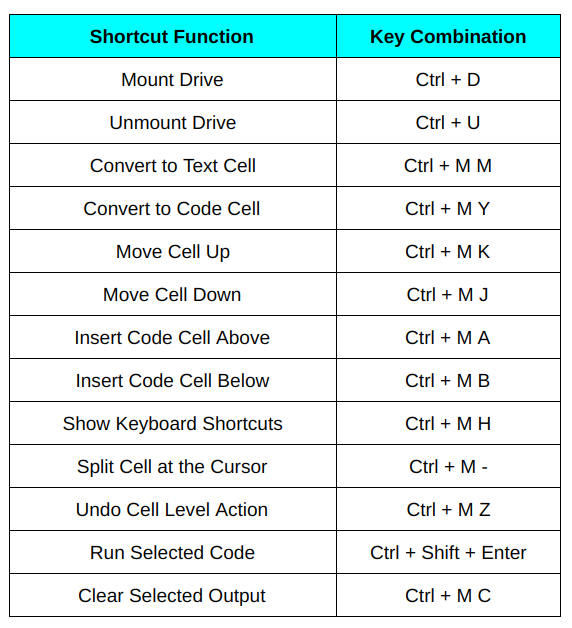 Shortcut Function Key Combination
Mount Drive Ctrl + D
Unmount Drive Ctrl + U
Convert to Text Cell Ctrl + M M
Convert to Code Cell Ctrl + M Y
Move Cell Up Ctrl + M K
Move Cell Down Ctrl + M J
Insert Code Cell Above Ctrl + M A
Insert Code Cell Below Ctrl + M B
Show Keyboard Shortcuts Ctrl + M H
Split Cell at the Cursor Ctrl + M -
Undo Cell Level Action Ctrl + M Z
Run Selected Code Ctrl + Shift + Enter
Clear Selected Output Ctrl + M C